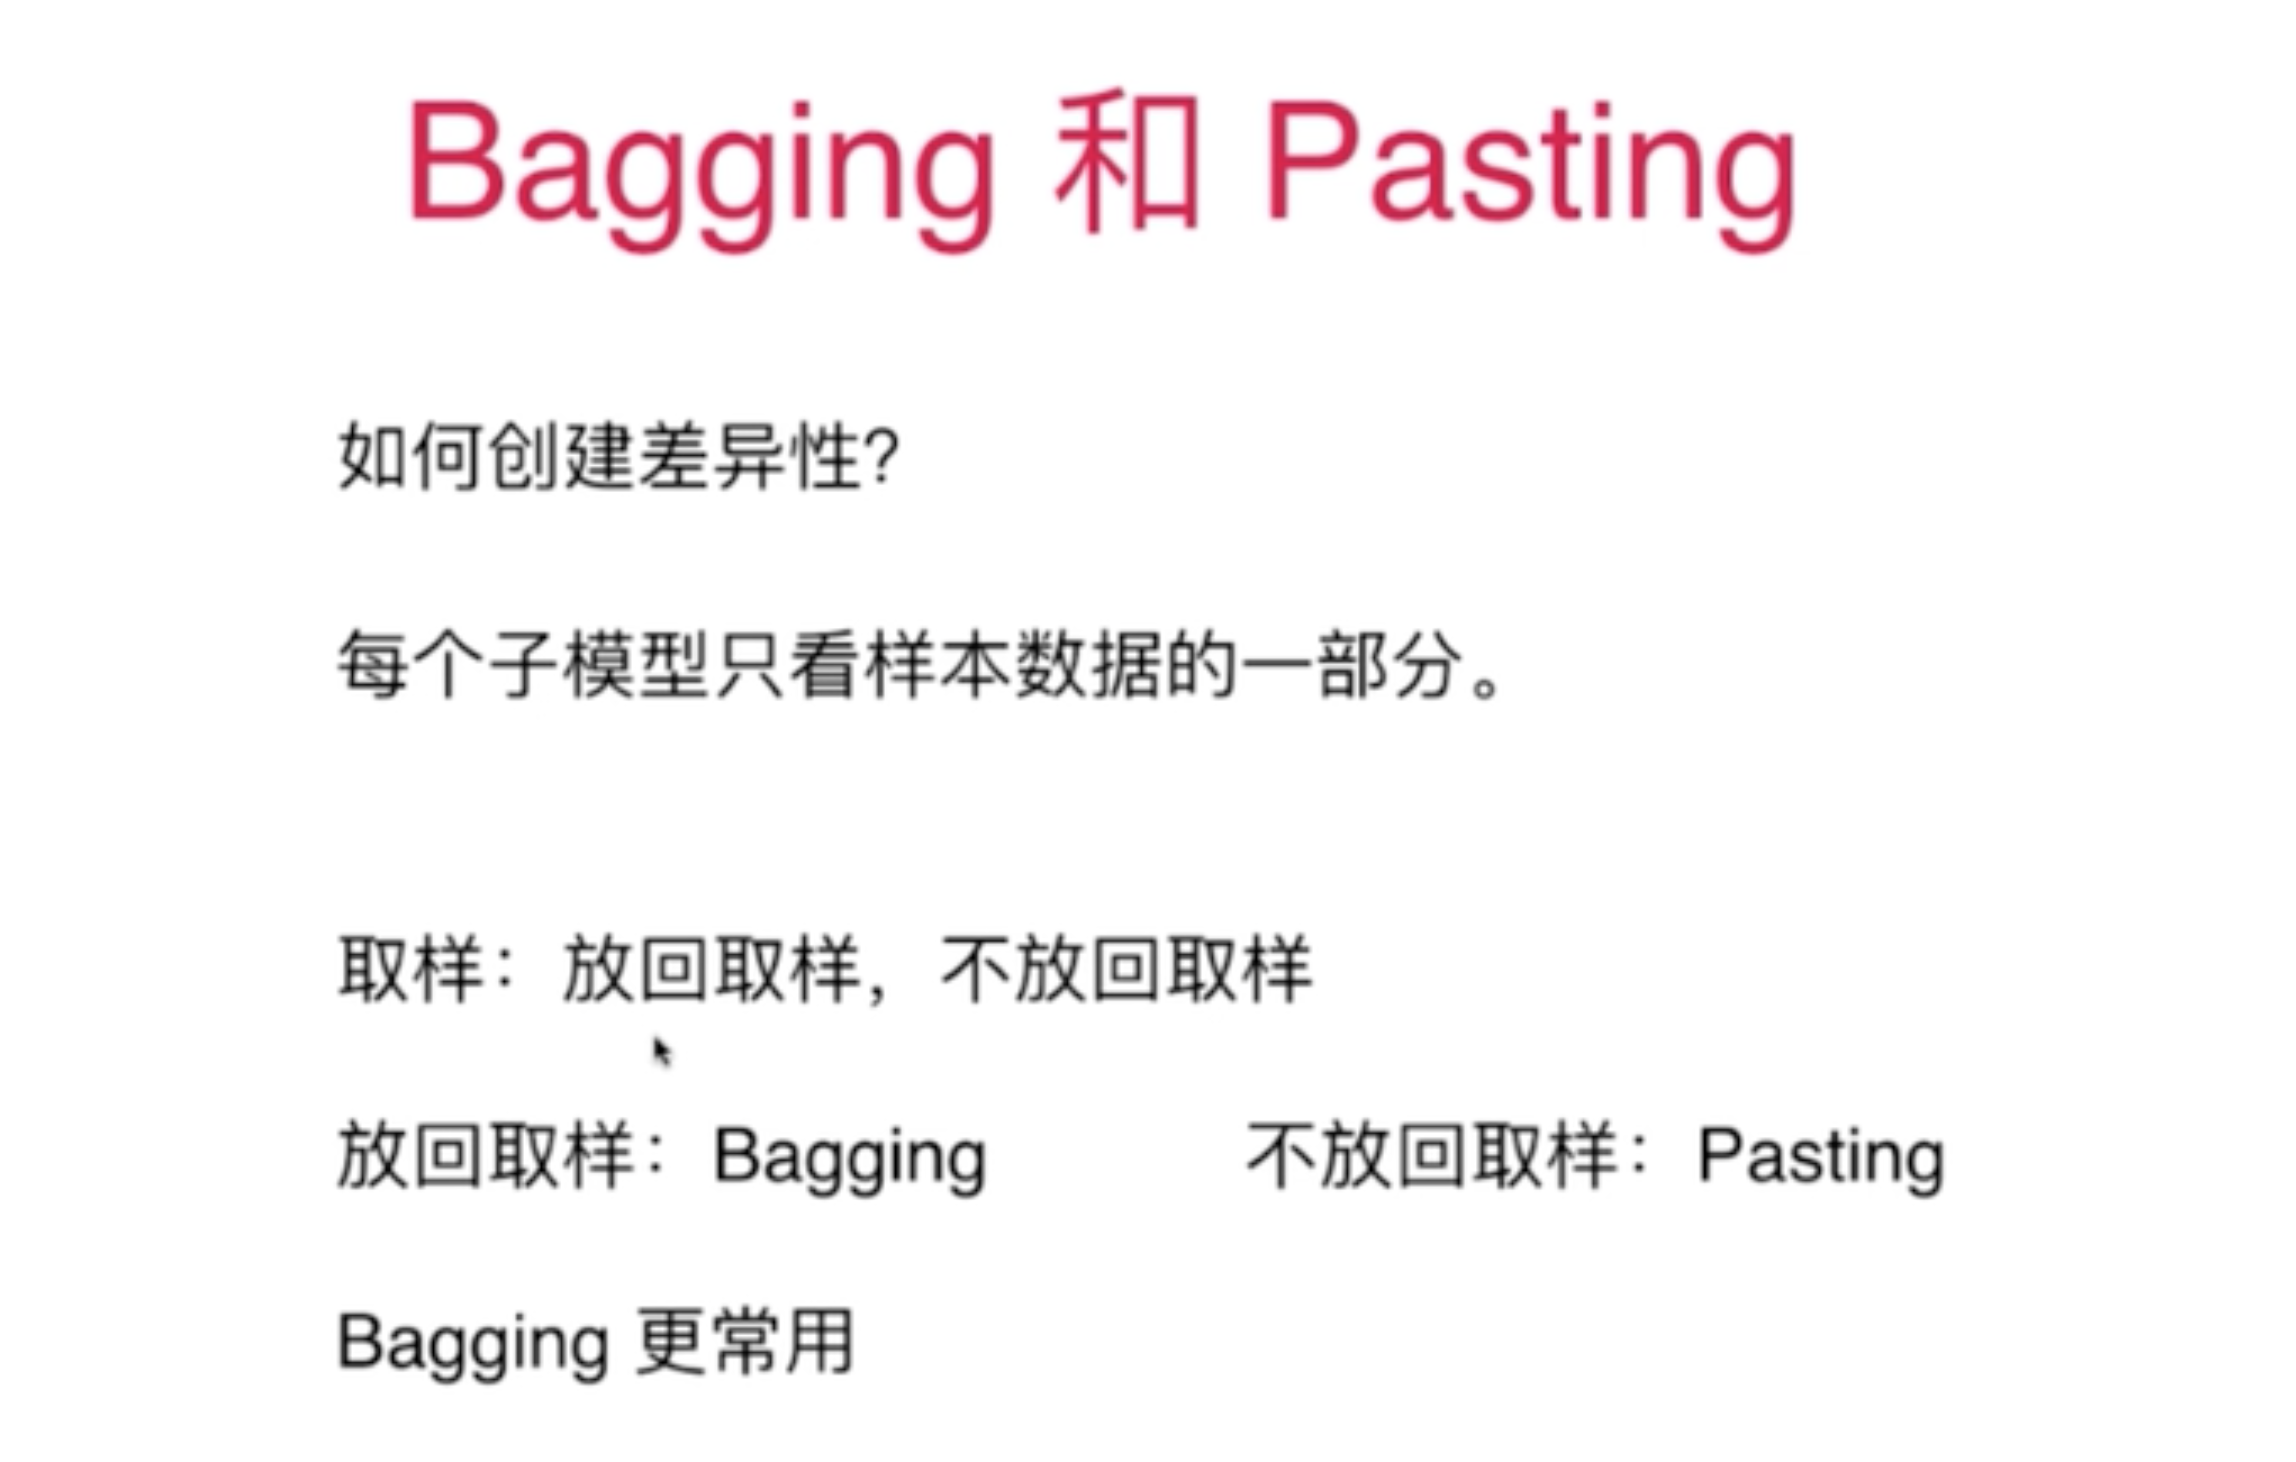 Bagging 和 Pasting
如何创建差异性?
每个子模型只看样本数据的一部分。
取样：放回取样，不放回取样
放回取样：Bagging 不放回取样：Pasting
Bagging 更常用